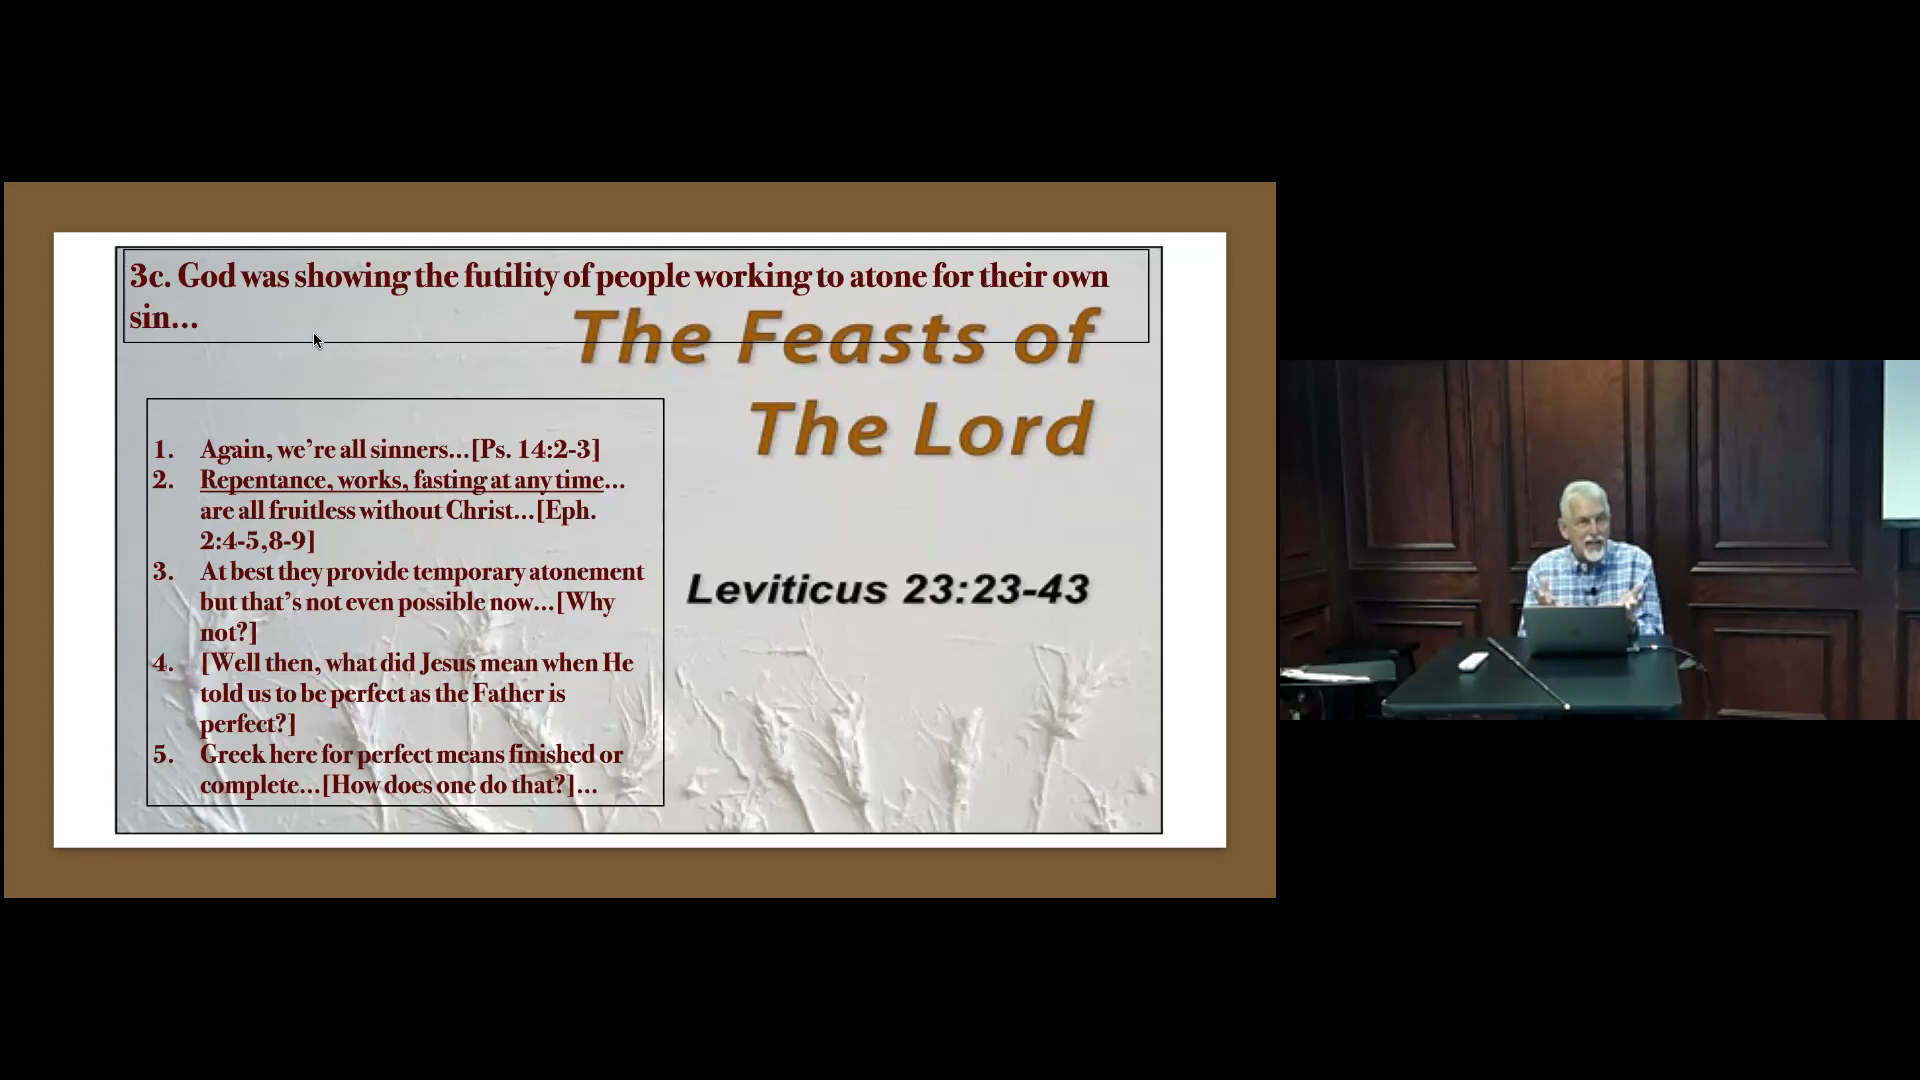 3c. God was showing the futility of people working to atone for their own
sin...
The Feasts of
The Lord
1. Again, we're all sinners...[Ps. 14:2-3]
2. Repentance, works, fasting at any time...
are all fruitless without Christ...[Eph.
2:4-5,8-9]
3. At best they provide temporary atonement
but that's not even possible now...[Why
not?]
4. [Well then, what did Jesus mean when He
told us to be perfect as the Father is
perfect?]
5. Greek here for perfect means finished or
complete...[How does one do that?]...
Leviticus 23:23-43